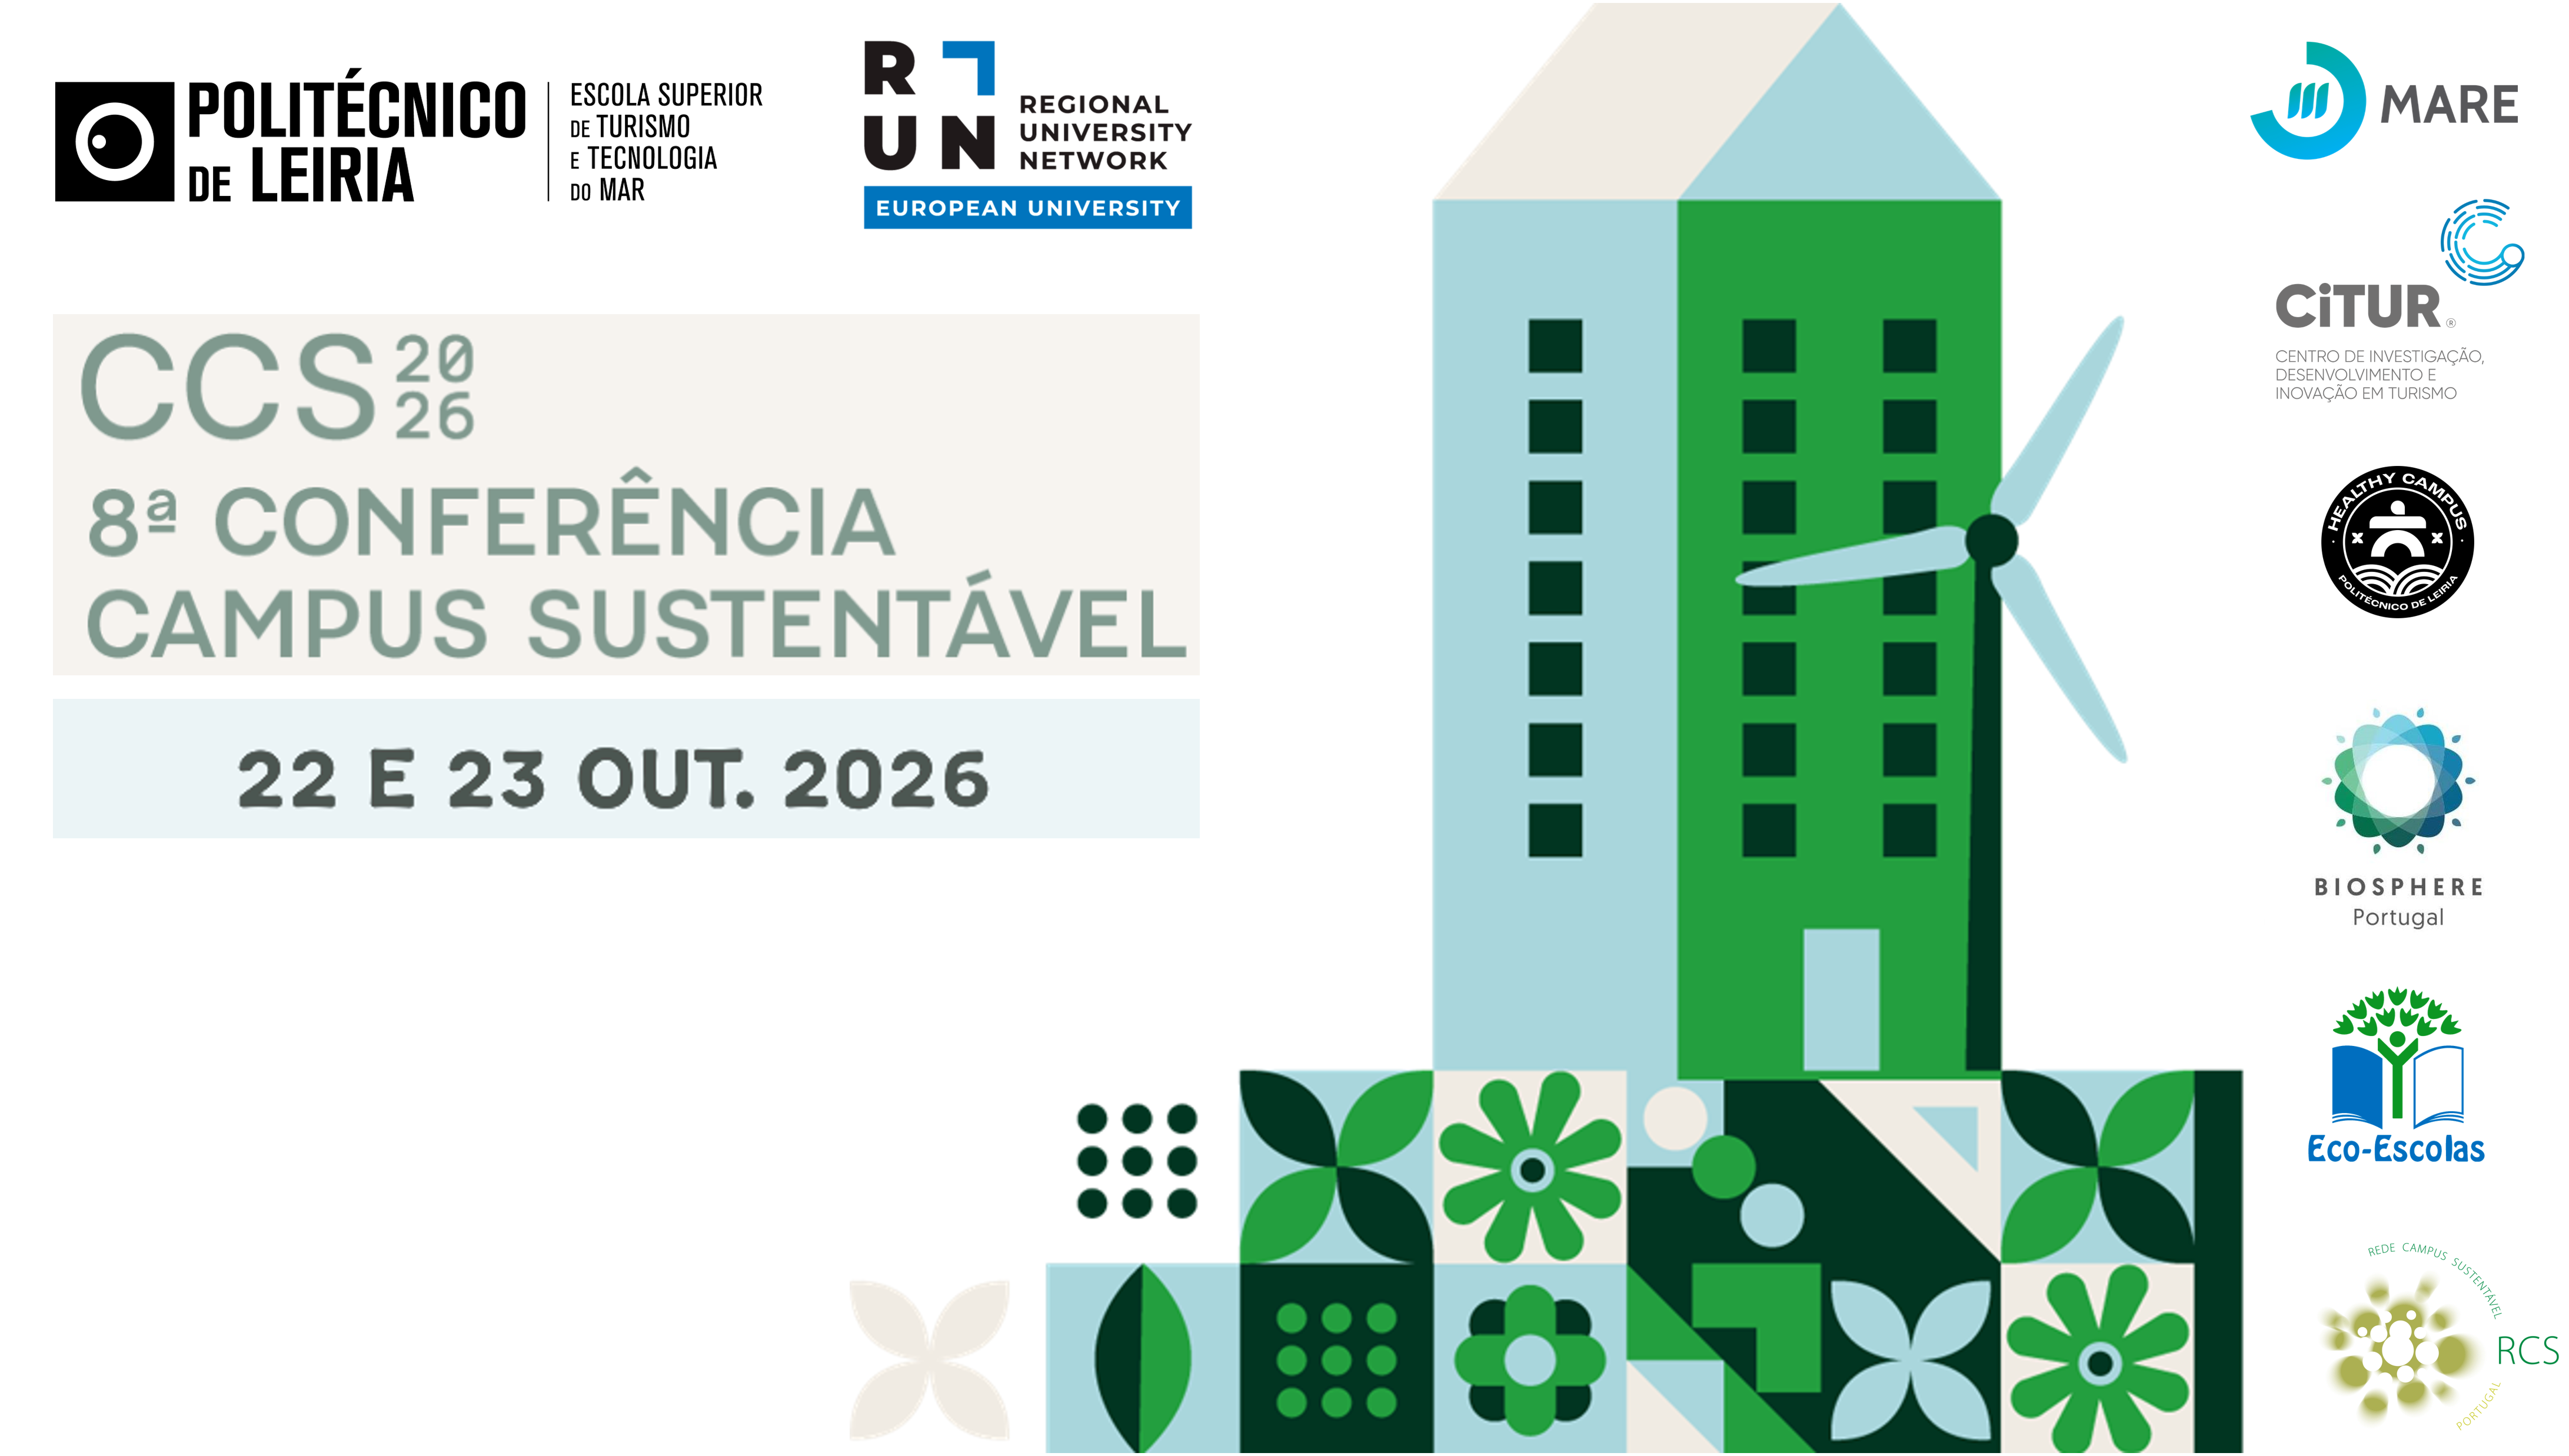 POLITÉCNICO
DE LEIRIA
ESCOLA SUPERIOR
DE TURISMO
E TECNOLOGIA
DO MAR
R
UN
REGIONAL
UNIVERSITY
NETWORK
EUROPEAN UNIVERSITY
CCS 20
26
8ª CONFERÊNCIA
CAMPUS SUSTENTÁVEL
22 E 23 OUT. 2026
MARE
CiTUR®
CENTRO DE INVESTIGAÇÃO,
DESENVOLVIMENTO E
INOVAÇÃO EM TURISMO
· HEALTHY CAMPUS ·
POLITÉCNICO DE LEIRIA
BIOSPHERE
Portugal
Eco-Escolas
REDE CAMPUS SUSTENTÁVEL
RCS
PORTUGAL